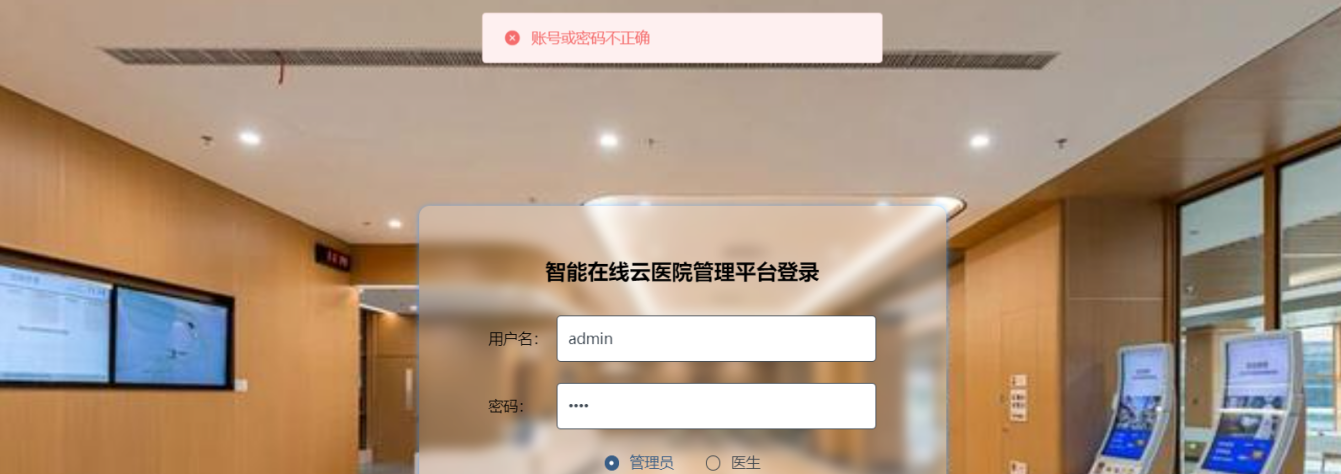 账号或密码不正确
智能在线云医院管理平台登录
用户名：
admin
密码：
••••
管理员
医生